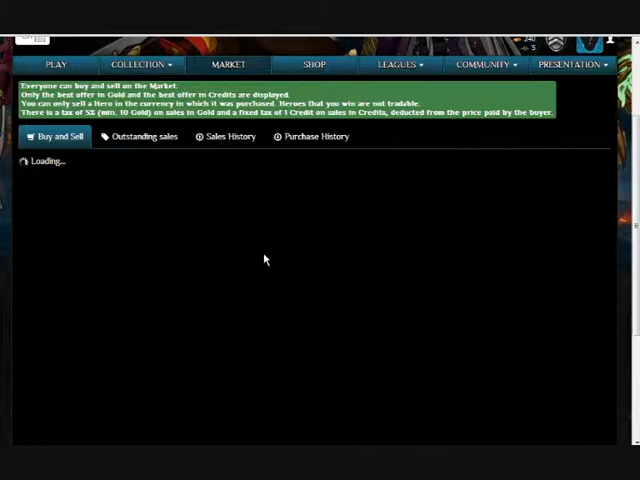 240
5
PLAY COLLECTION MARKET SHOP LEAGUES COMMUNITY PRESENTATION
Everyone can buy and sell on the Market.
Only the best offer in Gold and the best offer in Credits are displayed.
You can only sell a Hero in the currency in which it was purchased. Heroes that you win are not tradable.
There is a tax of 5% (min. 10 Gold) on sales in Gold and a fixed tax of 1 Credit on sales in Credits, deducted from the price paid by the buyer.
Buy and Sell Outstanding sales Sales History Purchase History
Loading...